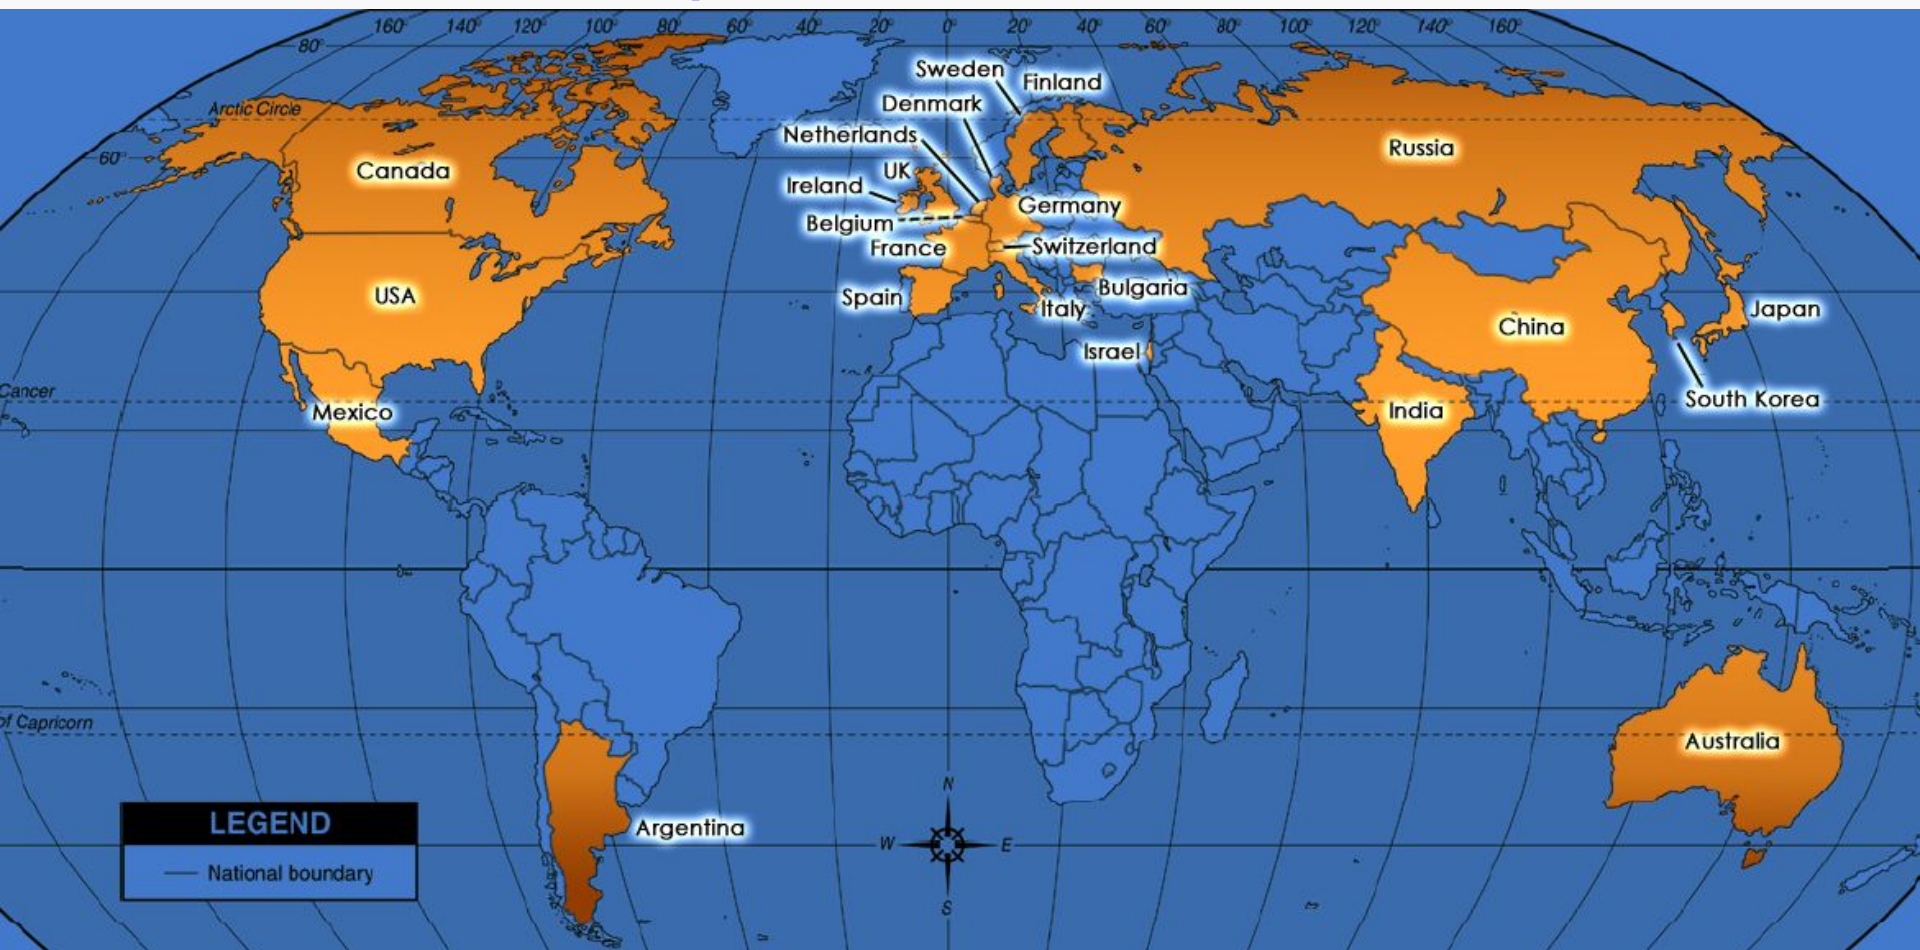 160° 140° 120° 100° 80° 60° 40° 20° 0° 20° 40° 60° 80° 100° 120° 140° 160°
80°
Arctic Circle
60°
Sweden
Finland
Denmark
Netherlands
UK
Ireland
Belgium
France
Spain
Germany
Switzerland
Bulgaria
Italy
Israel
Canada
USA
Mexico
Russia
China
Japan
South Korea
India
Cancer
of Capricorn
Australia
Argentina
N
W
E
S
LEGEND
National boundary